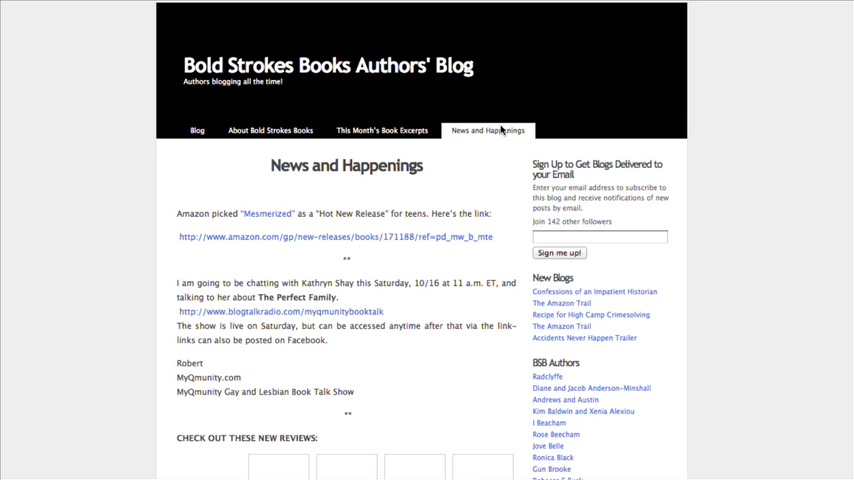 Bold Strokes Books Authors' Blog
Authors blogging all the time!
Blog
About Bold Strokes Books
This Month's Book Excerpts
News and Happenings
News and Happenings
Amazon picked "Mesmerized" as a "Hot New Release" for teens. Here's the link:
http://www.amazon.com/gp/new-releases/books/171188/ref=pd_mw_b_mte
**
I am going to be chatting with Kathryn Shay this Saturday, 10/16 at 11 a.m. ET, and
talking to her about The Perfect Family.
http://www.blogtalkradio.com/myqmunitybooktalk
The show is live on Saturday, but can be accessed anytime after that via the link-
links can also be posted on Facebook.
Robert
MyQmunity.com
MyQmunity Gay and Lesbian Book Talk Show
**
CHECK OUT THESE NEW REVIEWS:
Sign Up to Get Blogs Delivered to
your Email
Enter your email address to subscribe to
this blog and receive notifications of new
posts by email.
Join 142 other followers
Sign me up!
New Blogs
Confessions of an Impatient Historian
The Amazon Trail
Recipe for High Camp Crimesolving
The Amazon Trail
Accidents Never Happen Trailer
BSB Authors
Radclyffe
Diane and Jacob Anderson-Minshall
Andrews and Austin
Kim Baldwin and Xenia Alexiou
I Beacham
Rose Beecham
Jove Belle
Ronica Black
Gun Brooke